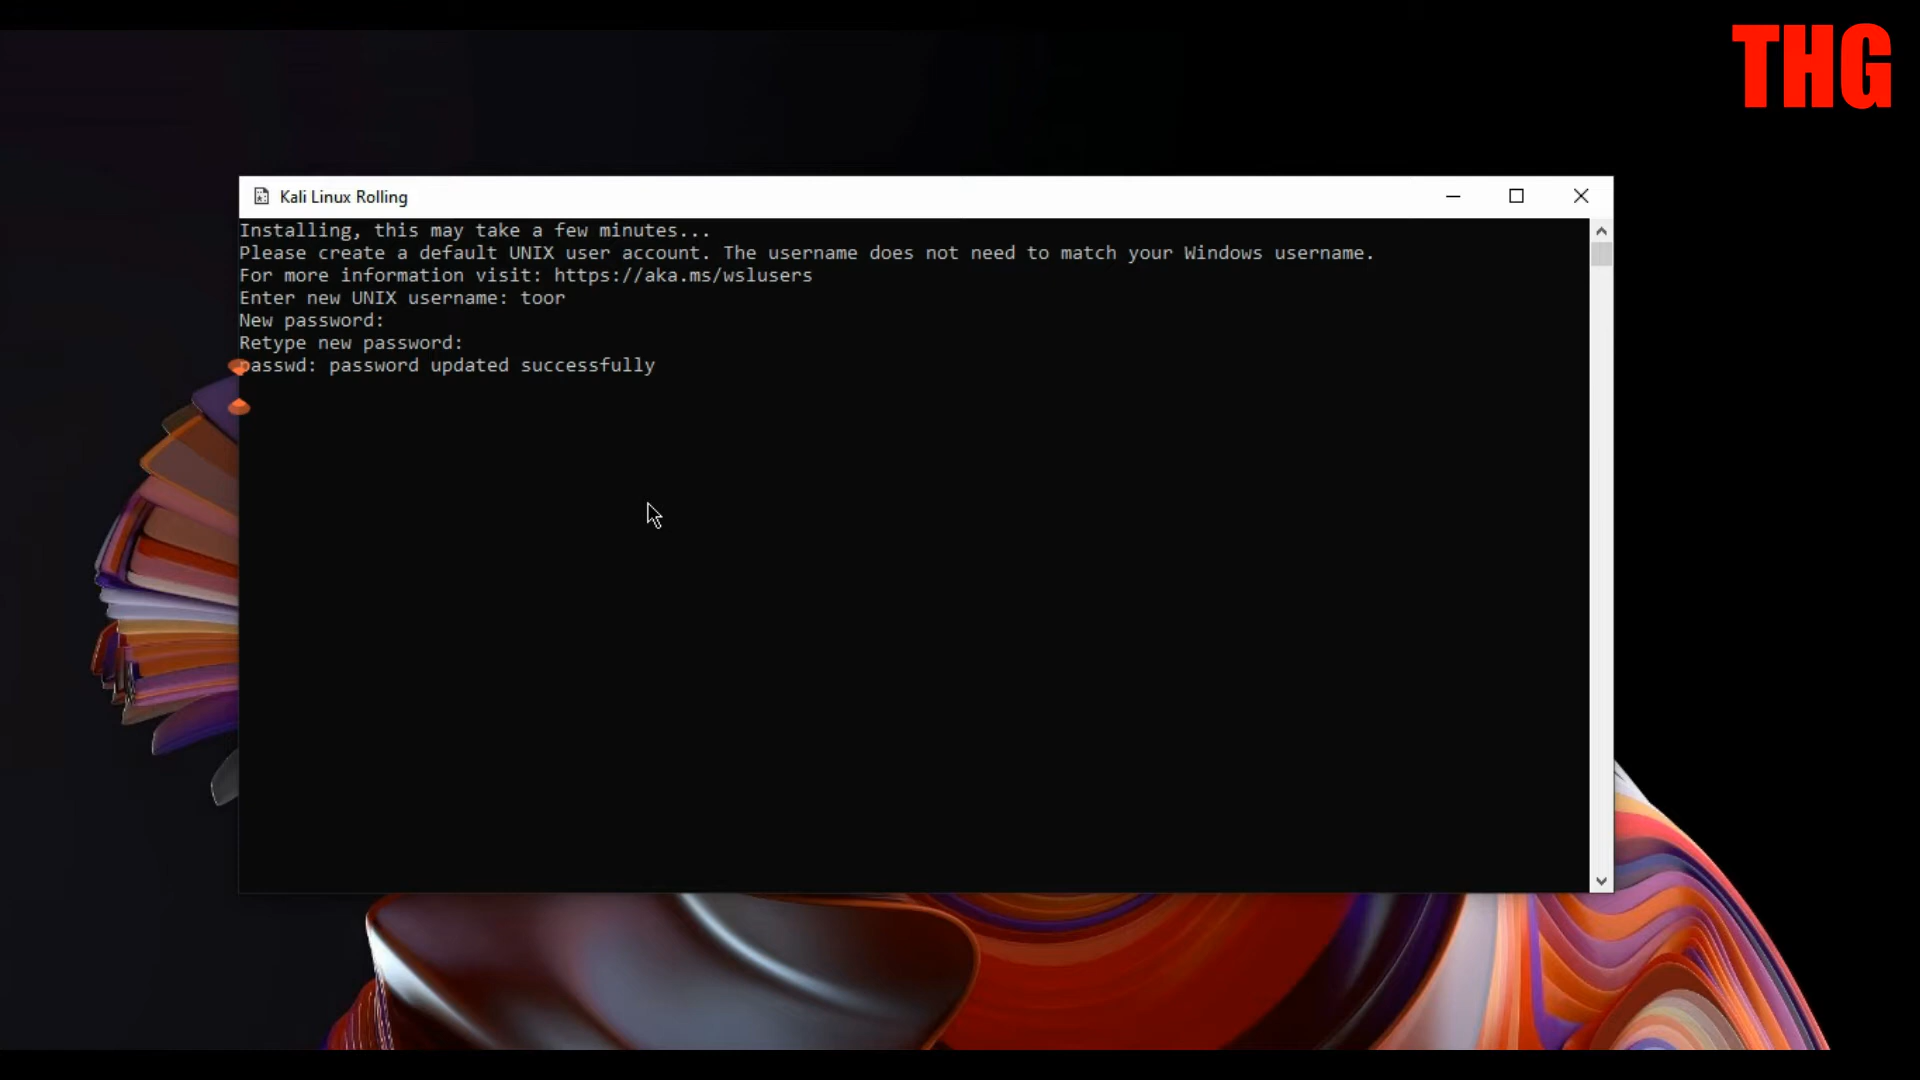 THG
Kali Linux Rolling
Installing, this may take a few minutes...
Please create a default UNIX user account. The username does not need to match your Windows username.
For more information visit: https://aka.ms/wslusers
Enter new UNIX username: toor
New password:
Retype new password:
passwd: password updated successfully